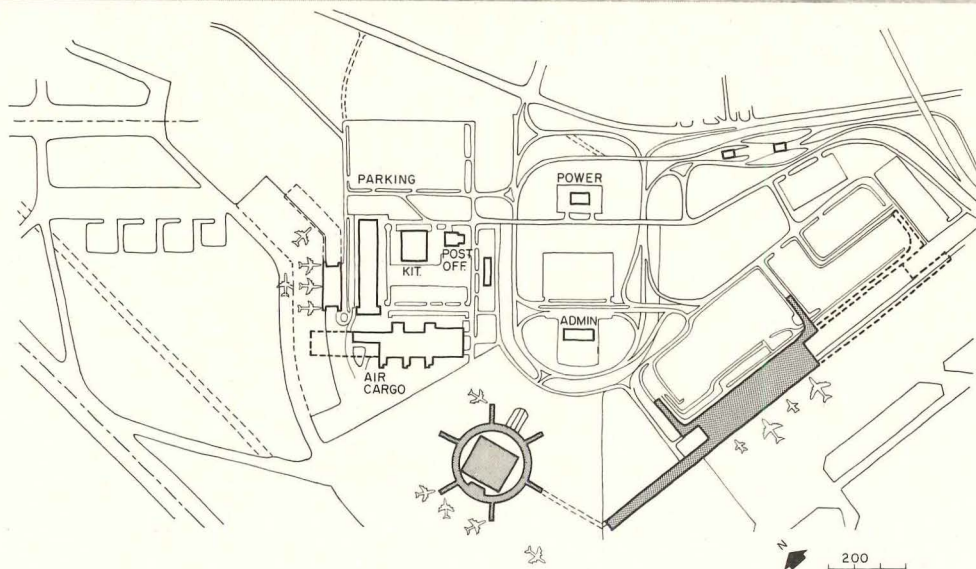 PARKING
POWER
KIT.
POST
OFF.
ADMIN
AIR
CARGO
N
200